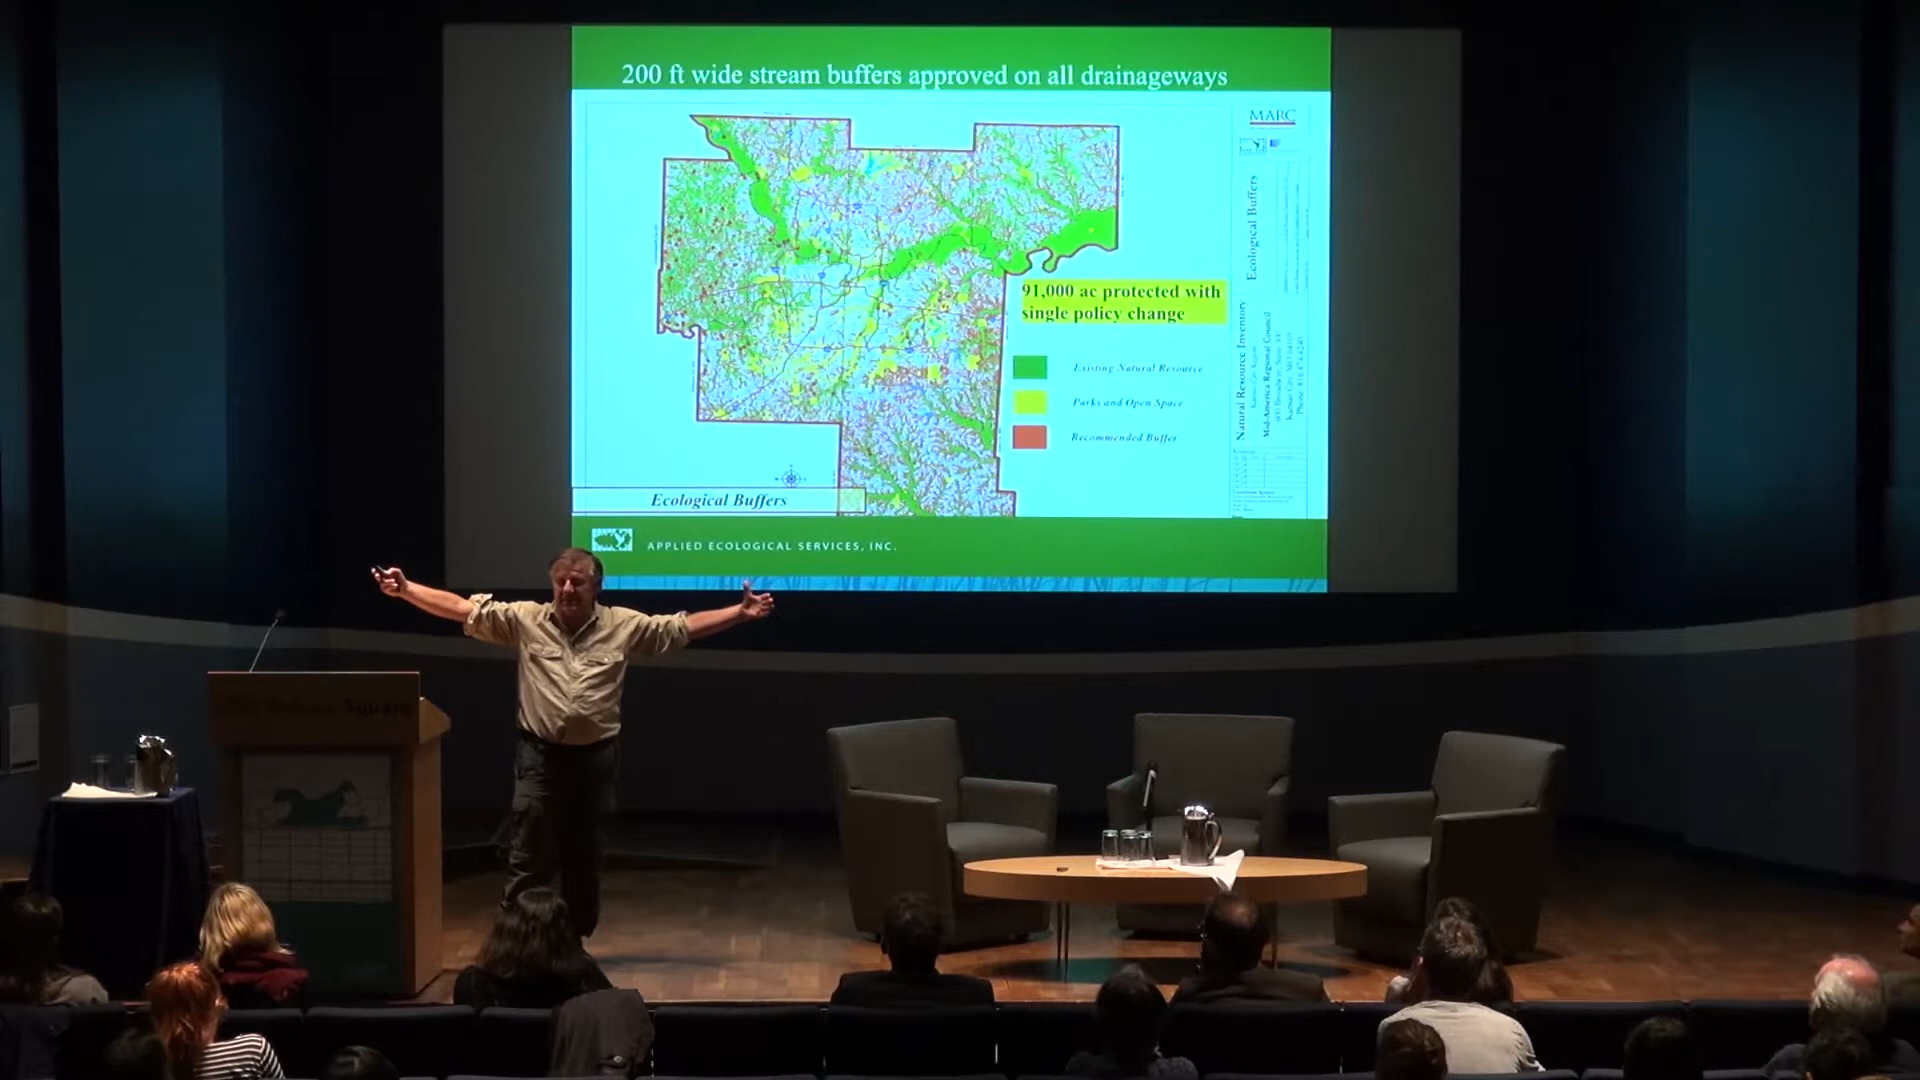 200 ft wide stream buffers approved on all drainageways
MARC
Ecological Buffers
91,000 ac protected with
single policy change
Existing Natural Resource
Parks and Open Space
Recommended Buffer
Natural Resource Inventory
Mid-America Regional Council
Ecological Buffers
APPLIED ECOLOGICAL SERVICES, INC.
Square